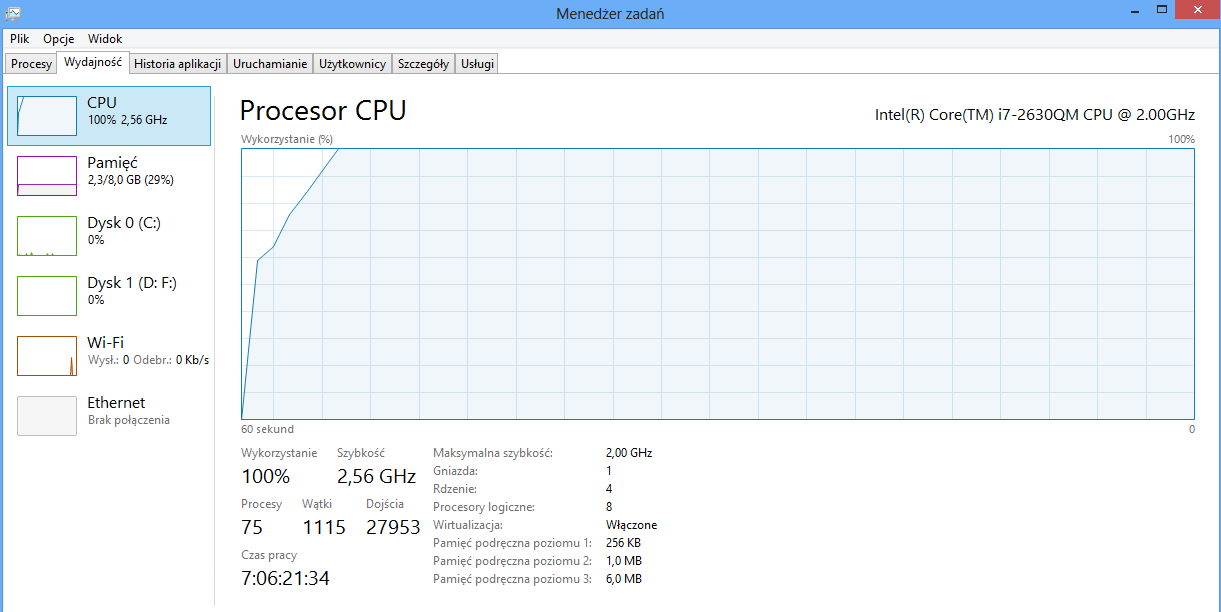 Menedżer zadań
Plik Opcje Widok
Procesy Wydajność Historia aplikacji Uruchamianie Użytkownicy Szczegóły Usługi
CPU
100% 2,56 GHz
Pamięć
2,3/8,0 GB (29%)
Dysk 0 (C:)
0%
Dysk 1 (D: F:)
0%
Wi-Fi
Wysł.: 0 Odebr.: 0 Kb/s
Ethernet
Brak połączenia
Procesor CPU
Intel(R) Core(TM) i7-2630QM CPU @ 2.00GHz
Wykorzystanie (%) 100%
60 sekund 0
Wykorzystanie Szybkość
100% 2,56 GHz
Procesy Wątki Dojścia
75 1115 27953
Czas pracy
7:06:21:34
Maksymalna szybkość: 2,00 GHz
Gniazda: 1
Rdzenie: 4
Procesory logiczne: 8
Wirtualizacja: Włączone
Pamięć podręczna poziomu 1: 256 KB
Pamięć podręczna poziomu 2: 1,0 MB
Pamięć podręczna poziomu 3: 6,0 MB